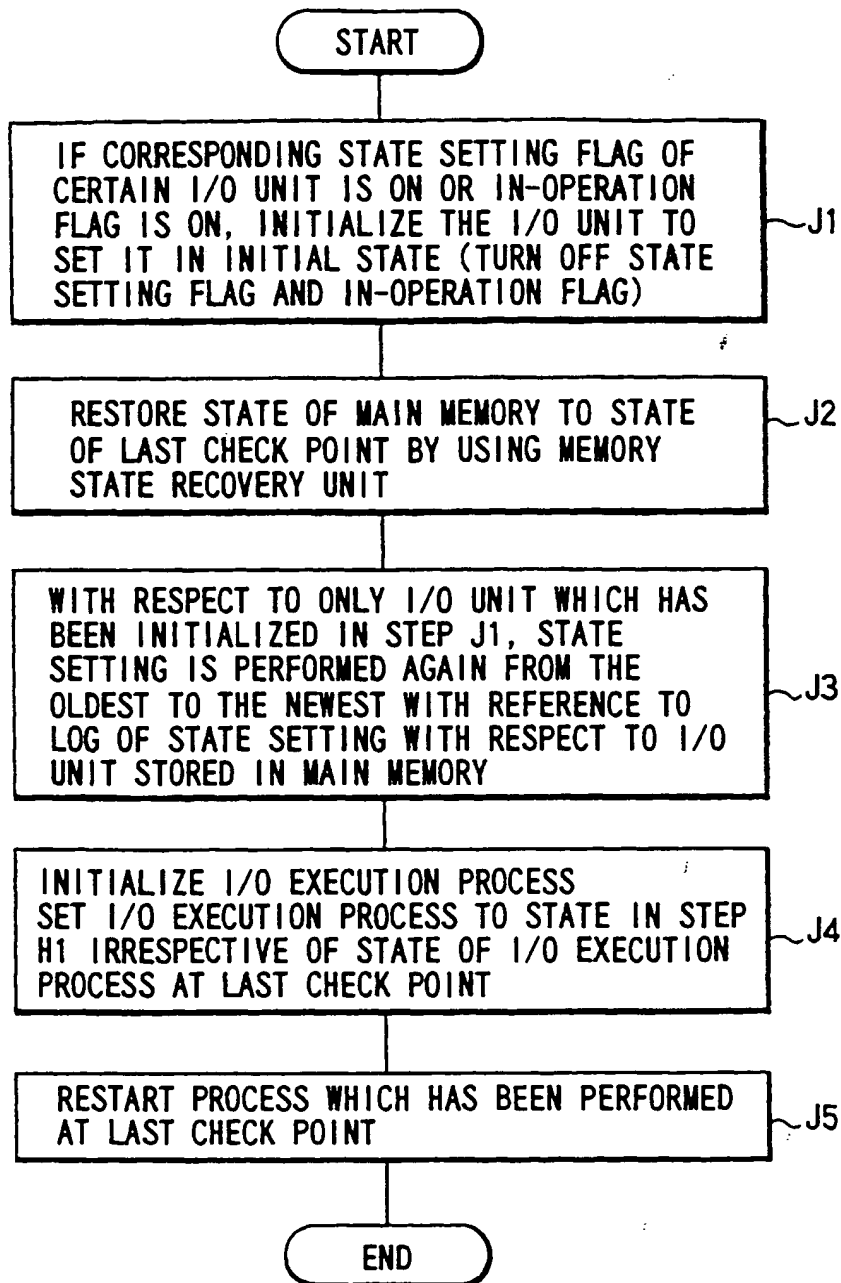 START
IF CORRESPONDING STATE SETTING FLAG OF
CERTAIN I/O UNIT IS ON OR IN-OPERATION
FLAG IS ON, INITIALIZE THE I/O UNIT TO
SET IT IN INITIAL STATE (TURN OFF STATE
SETTING FLAG AND IN-OPERATION FLAG)
J1
RESTORE STATE OF MAIN MEMORY TO STATE
OF LAST CHECK POINT BY USING MEMORY
STATE RECOVERY UNIT
J2
WITH RESPECT TO ONLY I/O UNIT WHICH HAS
BEEN INITIALIZED IN STEP J1, STATE
SETTING IS PERFORMED AGAIN FROM THE
OLDEST TO THE NEWEST WITH REFERENCE TO
LOG OF STATE SETTING WITH RESPECT TO I/O
UNIT STORED IN MAIN MEMORY
J3
INITIALIZE I/O EXECUTION PROCESS
SET I/O EXECUTION PROCESS TO STATE IN STEP
H1 IRRESPECTIVE OF STATE OF I/O EXECUTION
PROCESS AT LAST CHECK POINT
J4
RESTART PROCESS WHICH HAS BEEN PERFORMED
AT LAST CHECK POINT
J5
END